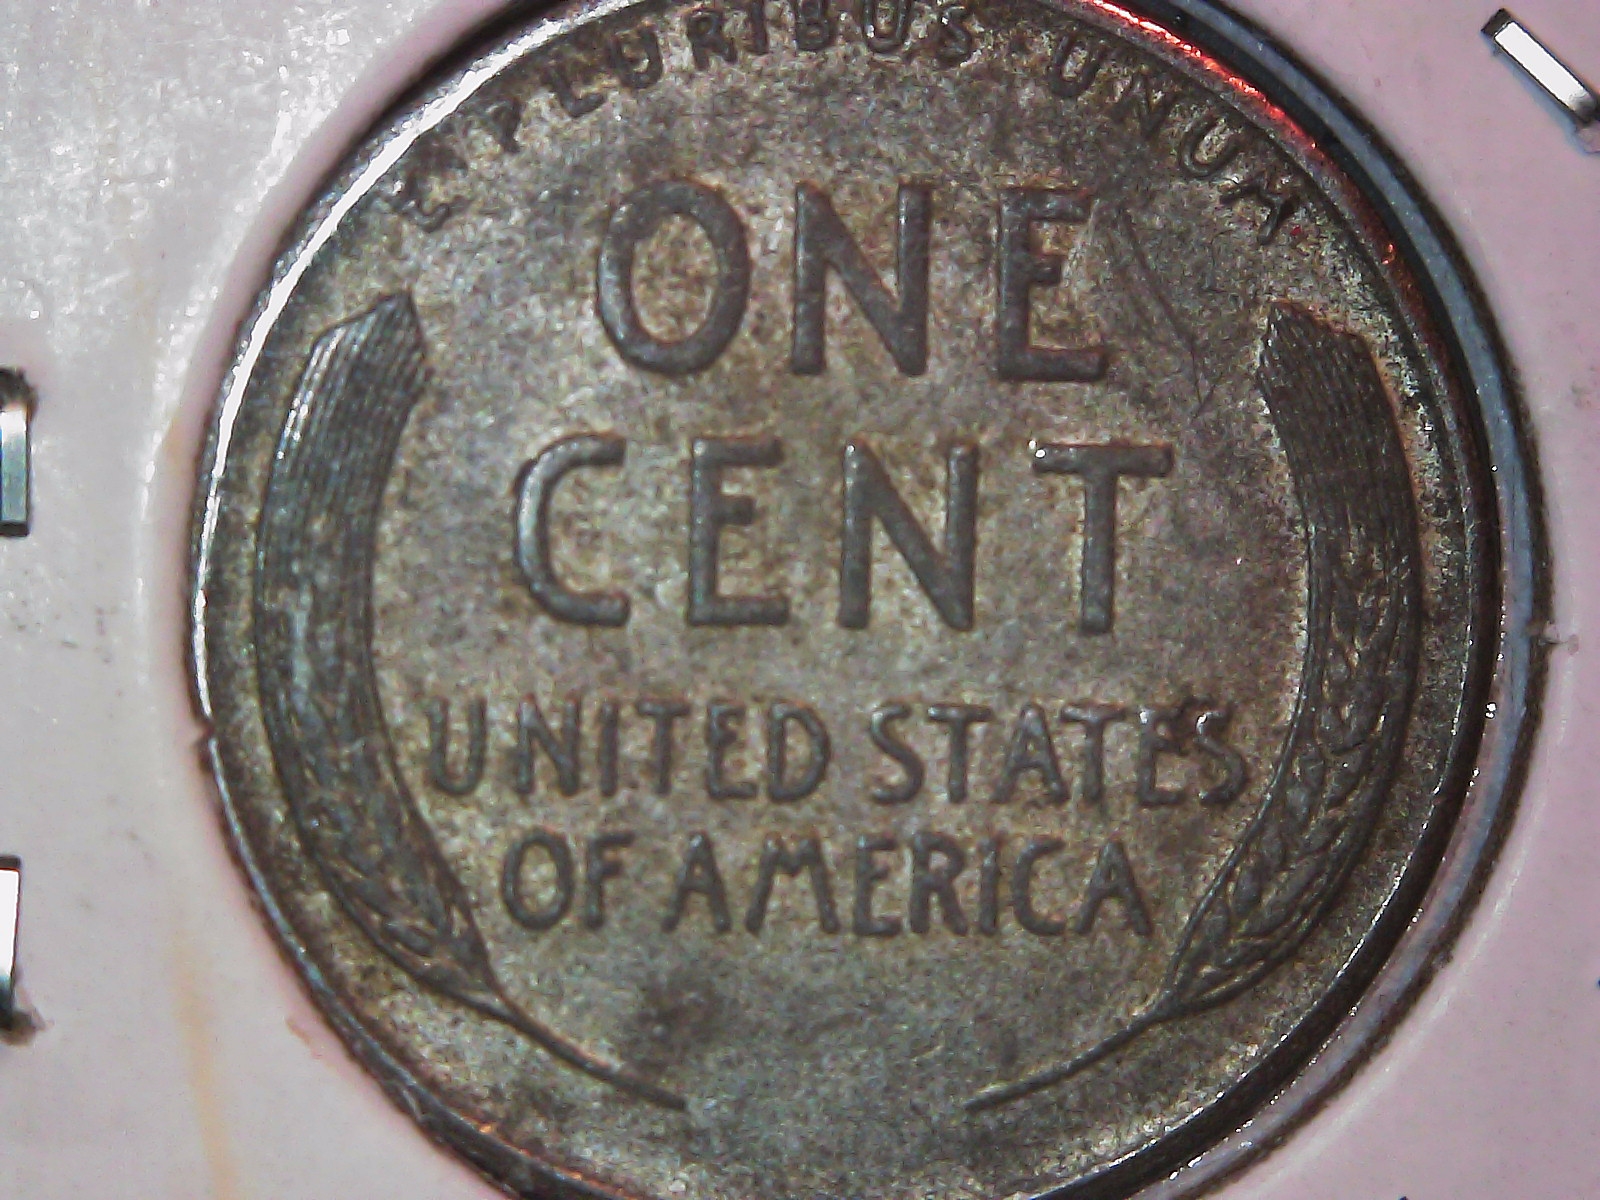 E · PLURIBUS · UNUM
ONE
CENT
UNITED STATES
OF AMERICA